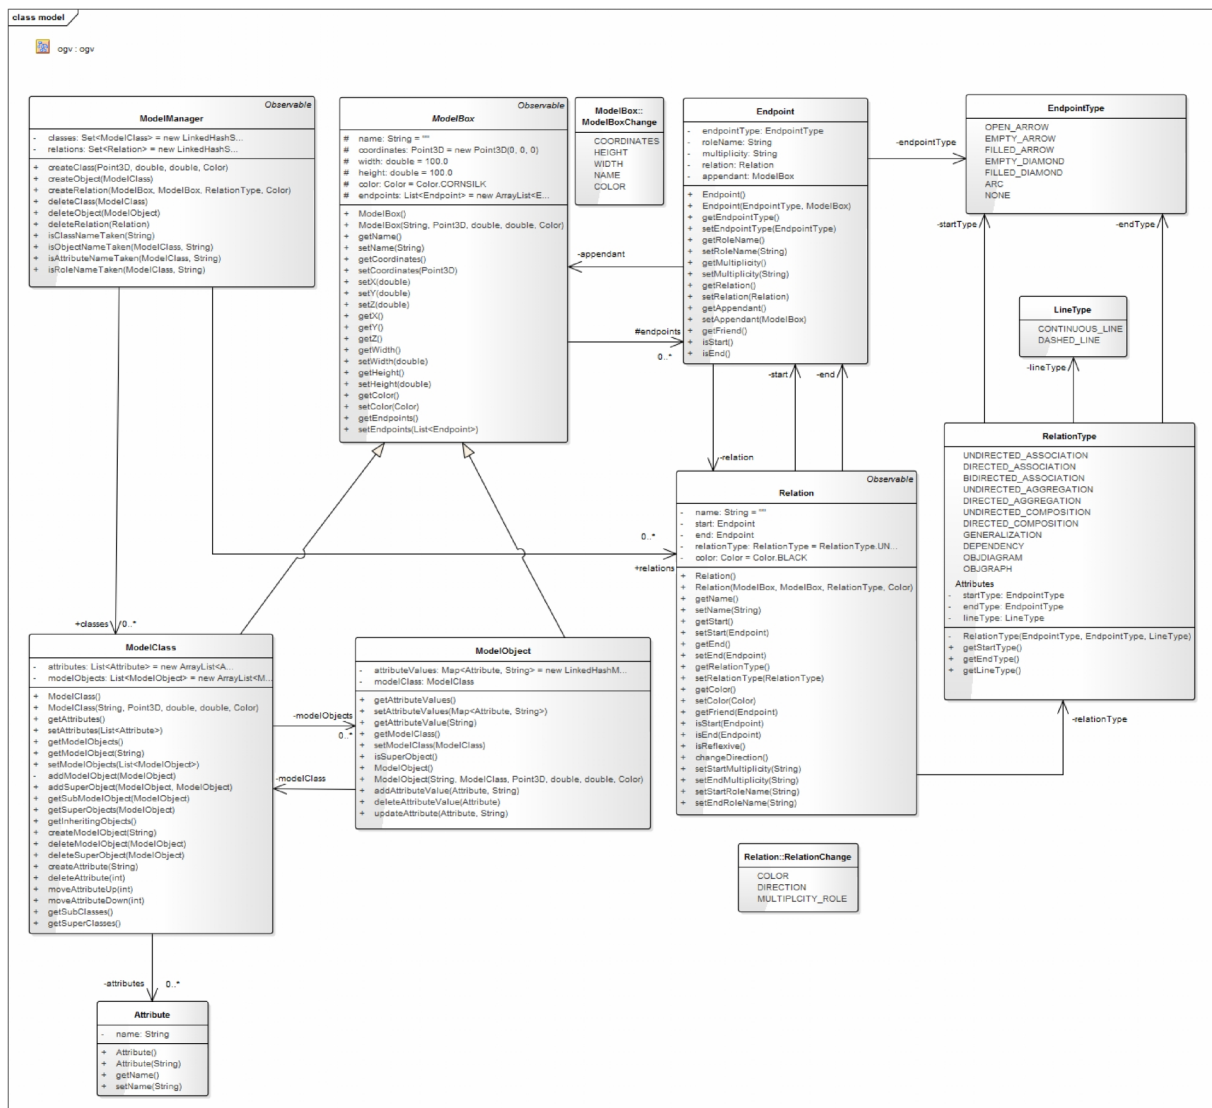 class model
ogv : ogv
Observable
ModelManager
- classes: Set<ModelClass> = new LinkedHashS...
- relations: Set<Relation> = new LinkedHashS...
+ createClass(Point3D, double, double, Color)
+ createObject(ModelClass)
+ createRelation(ModelBox, ModelBox, RelationType, Color)
+ deleteClass(ModelClass)
+ deleteObject(ModelObject)
+ deleteRelation(Relation)
+ isClassNameTaken(String)
+ isObjectNameTaken(ModelClass, String)
+ isAttributeNameTaken(ModelClass, String)
+ isRoleNameTaken(ModelClass, String)
Observable
ModelBox
# name: String = ""
# coordinates: Point3D = new Point3D(0, 0, 0)
# width: double = 100.0
# height: double = 100.0
# color: Color = Color.CORNSILK
# endpoints: List<Endpoint> = new ArrayList<E...
+ ModelBox()
+ ModelBox(String, Point3D, double, double, Color)
+ getName()
+ setName(String)
+ getCoordinates()
+ setCoordinates(Point3D)
+ setX(double)
+ setY(double)
+ setZ(double)
+ getX()
+ getY()
+ getZ()
+ getWidth()
+ setWidth(double)
+ getHeight()
+ setHeight(double)
+ getColor()
+ setColor(Color)
+ getEndpoints()
+ setEndpoints(List<Endpoint>)
ModelBox::
ModelBoxChange
COORDINATES
HEIGHT
WIDTH
NAME
COLOR
Endpoint
- endpointType: EndpointType
- roleName: String
- multiplicity: String
- relation: Relation
- appendant: ModelBox
+ Endpoint()
+ Endpoint(EndpointType, ModelBox)
+ getEndpointType()
+ setEndpointType(EndpointType)
+ getRoleName()
+ setRoleName(String)
+ getMultiplicity()
+ setMultiplicity(String)
+ getRelation()
+ setRelation(Relation)
+ getAppendant()
+ setAppendant(ModelBox)
+ getFriend()
+ isStart()
+ isEnd()
EndpointType
OPEN_ARROW
EMPTY_ARROW
FILLED_ARROW
EMPTY_DIAMOND
FILLED_DIAMOND
ARC
NONE
-endpointType
-startType
-endType
-appendant
#endpoints
0..*
LineType
CONTINUOUS_LINE
DASHED_LINE
-lineType
-start
-end
-relation
RelationType
UNDIRECTED_ASSOCIATION
DIRECTED_ASSOCIATION
BIDIRECTED_ASSOCIATION
UNDIRECTED_AGGREGATION
DIRECTED_AGGREGATION
UNDIRECTED_COMPOSITION
DIRECTED_COMPOSITION
GENERALIZATION
DEPENDENCY
OBJDIAGRAM
OBJGRAPH
Attributes
- startType: EndpointType
- endType: EndpointType
- lineType: LineType
- RelationType(EndpointType, EndpointType, LineType)
+ getStartType()
+ getEndType()
+ getLineType()
Observable
Relation
- name: String = ""
- start: Endpoint
- end: Endpoint
- relationType: RelationType = RelationType.UN...
- color: Color = Color.BLACK
+ Relation()
+ Relation(ModelBox, ModelBox, RelationType, Color)
+ getName()
+ setName(String)
+ getStart()
+ setStart(Endpoint)
+ getEnd()
+ setEnd(Endpoint)
+ getRelationType()
+ setRelationType(RelationType)
+ getColor()
+ setColor(Color)
+ getFriend(Endpoint)
+ isStart(Endpoint)
+ isEnd(Endpoint)
+ isReflexive()
+ changeDirection()
+ setStartMultiplicity(String)
+ setEndMultiplicity(String)
+ setStartRoleName(String)
+ setEndRoleName(String)
0..*
+relations
-relationType
+classes
0..*
ModelClass
- attributes: List<Attribute> = new ArrayList<A...
- modelObjects: List<ModelObject> = new ArrayList<M...
+ ModelClass()
+ ModelClass(String, Point3D, double, double, Color)
+ getAttributes()
+ setAttributes(List<Attribute>)
+ getModelObjects()
+ getModelObject(String)
+ setModelObjects(List<ModelObject>)
- addModelObject(ModelObject)
+ addSuperObject(ModelObject, ModelObject)
+ getSubModelObject(ModelObject)
+ getSuperObjects(ModelObject)
+ getInheritingObjects()
+ createModelObject(String)
+ deleteModelObject(ModelObject)
+ deleteSuperObject(ModelObject)
+ createAttribute(String)
+ deleteAttribute(int)
+ moveAttributeUp(int)
+ moveAttributeDown(int)
+ getSubClasses()
+ getSuperClasses()
-modelObjects
0..*
-modelClass
ModelObject
- attributeValues: Map<Attribute, String> = new LinkedHashM...
- modelClass: ModelClass
+ getAttributeValues()
+ setAttributeValues(Map<Attribute, String>)
+ getAttributeValue(String)
+ getModelClass()
+ setModelClass(ModelClass)
+ isSuperObject()
+ ModelObject()
+ ModelObject(String, ModelClass, Point3D, double, double, Color)
+ addAttributeValue(Attribute, String)
+ deleteAttributeValue(Attribute)
+ updateAttribute(Attribute, String)
Relation::RelationChange
COLOR
DIRECTION
MULTIPLCITY_ROLE
-attributes
0..*
Attribute
- name: String
+ Attribute()
+ Attribute(String)
+ getName()
+ setName(String)